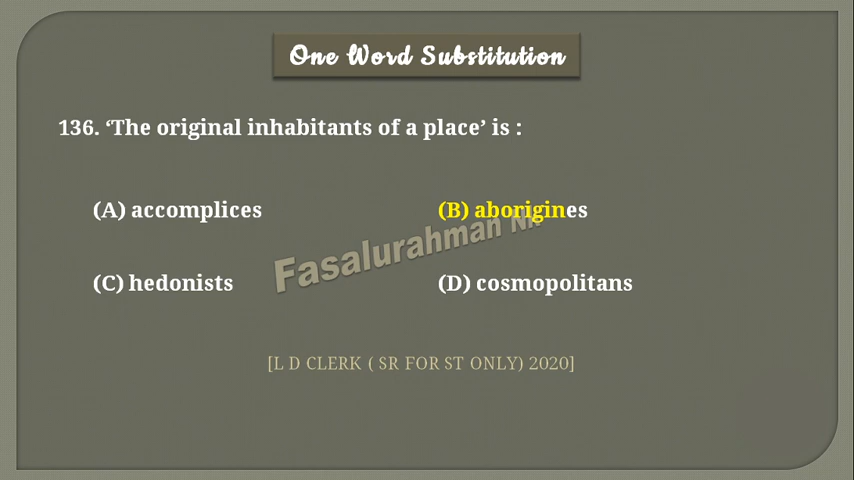 One Word Substitution
136. ‘The original inhabitants of a place’ is :
(A) accomplices
(B) aborigines
Fasalurahman
(C) hedonists
(D) cosmopolitans
[L D CLERK ( SR FOR ST ONLY) 2020]